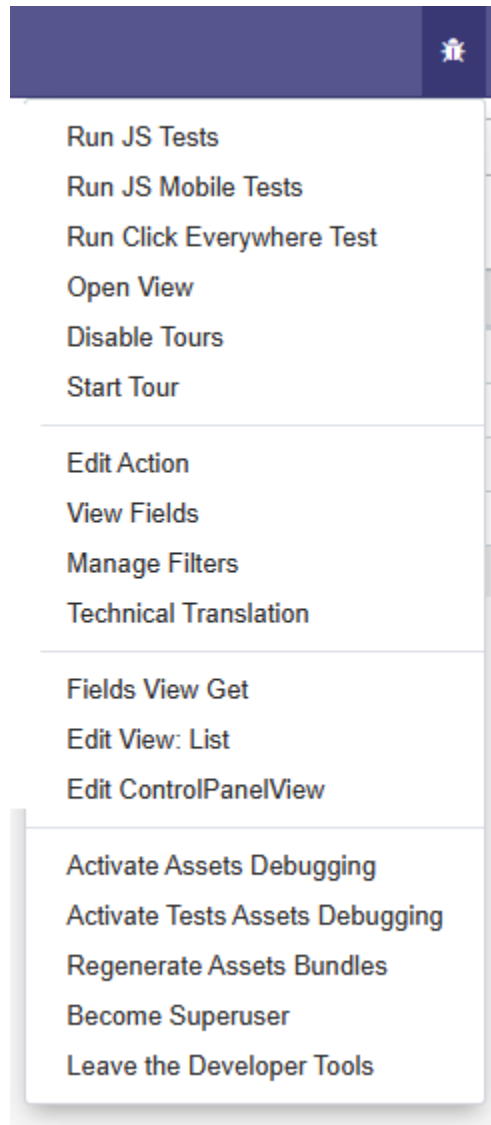 Run JS Tests
Run JS Mobile Tests
Run Click Everywhere Test
Open View
Disable Tours
Start Tour
Edit Action
View Fields
Manage Filters
Technical Translation
Fields View Get
Edit View: List
Edit ControlPanelView
Activate Assets Debugging
Activate Tests Assets Debugging
Regenerate Assets Bundles
Become Superuser
Leave the Developer Tools